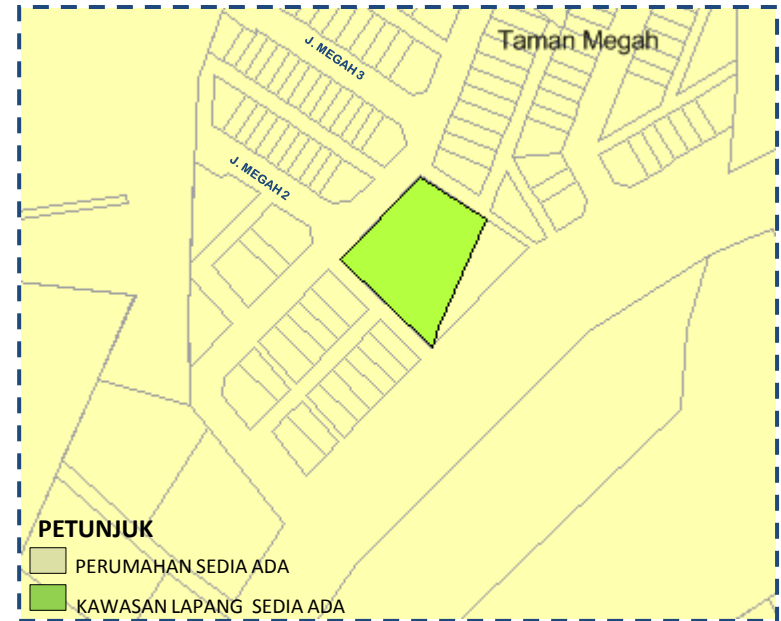 Taman Megah
J. MEGAH 3
J. MEGAH 2
PETUNJUK
PERUMAHAN SEDIA ADA
KAWASAN LAPANG SEDIA ADA